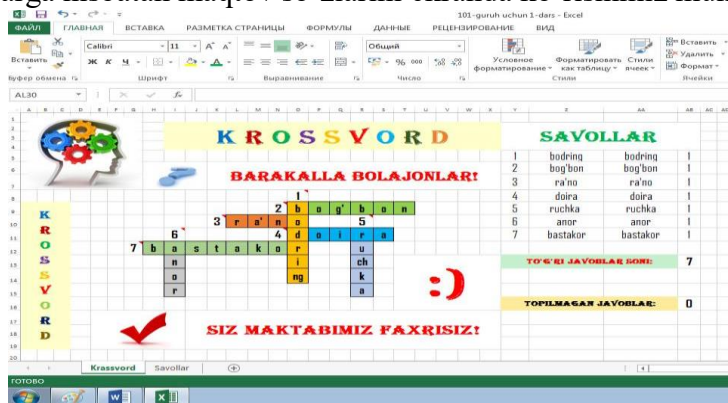 101-guruh uchun 1-dars - Excel
ФАЙЛ ГЛАВНАЯ ВСТАВКА РАЗМЕТКА СТРАНИЦЫ ФОРМУЛЫ ДАННЫЕ РЕЦЕНЗИРОВАНИЕ ВИД
Вставить
Calibri 11
Общий
Условное форматирование
Форматировать как таблицу
Стили ячеек
Вставить
Удалить
Формат
Буфер обмена Шрифт Выравнивание Число Стили Ячейки
AL30
KROSSVORD
SAVOLLAR
BARAKALLA BOLAJONLAR!
1 bodring bodring 1
2 bog'bon bog'bon 1
3 ra'no ra'no 1
4 doira doira 1
5 ruchka ruchka 1
6 anor anor 1
7 bastakor bastakor 1
KROSSVORD
1
2 b o g' b o n
3 r a' n o 5
6 4 d o i r a
7 b a s t a k o r u
n i ch
o ng k
r a
:)
TO'G'RI JAVOBLAR SONI: 7
TOPILMAGAN JAVOBLAR: 0
SIZ MAKTABIMIZ FAXRISIZ!
Krassvord Savollar
ГОТОВО